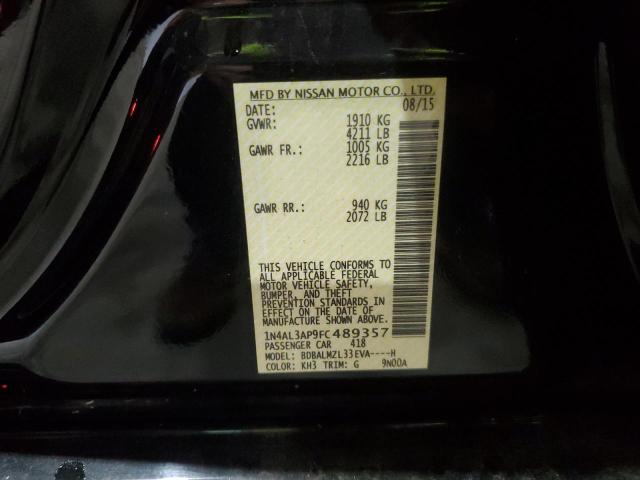 MFD BY NISSAN MOTOR CO., LTD.
DATE: 08/15
GVWR: 1910 KG
4211 LB
GAWR FR.: 1005 KG
2216 LB
GAWR RR.: 940 KG
2072 LB
THIS VEHICLE CONFORMS TO
ALL APPLICABLE FEDERAL
MOTOR VEHICLE SAFETY,
BUMPER, AND THEFT
PREVENTION STANDARDS IN
EFFECT ON THE DATE OF
MANUFACTURE SHOWN ABOVE.
1N4AL3AP9FC489357
PASSENGER CAR 418
MODEL: BDBALMZL33EVA----H
COLOR: KH3 TRIM: G 9N00A